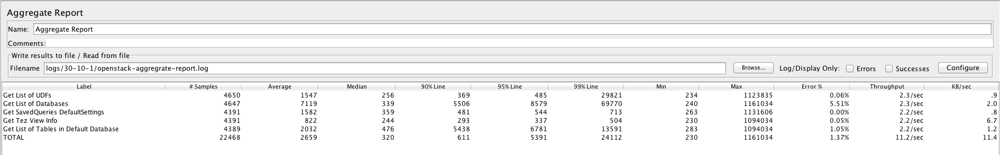 Aggregate Report
Name: Aggregate Report
Comments:
Write results to file / Read from file
Filename logs/30-10-1/openstack-aggregrate-report.log Browse... Log/Display Only: Errors Successes Configure
Label # Samples Average Median 90% Line 95% Line 99% Line Min Max Error % Throughput KB/sec
Get List of UDFs 4650 1547 256 369 485 29821 234 1123835 0.06% 2.3/sec .9
Get List of Databases 4647 7119 339 5506 8579 69770 240 1161034 5.51% 2.3/sec 2.0
Get SavedQueries DefaultSettings 4391 1582 359 481 544 713 263 1131606 0.00% 2.2/sec .8
Get Tez View Info 4391 822 244 293 337 504 230 1094034 0.05% 2.2/sec 6.7
Get List of Tables in Default Database 4389 2032 476 5438 6781 13591 283 1094034 1.05% 2.2/sec 1.2
TOTAL 22468 2659 320 611 5391 24112 230 1161034 1.37% 11.2/sec 11.4